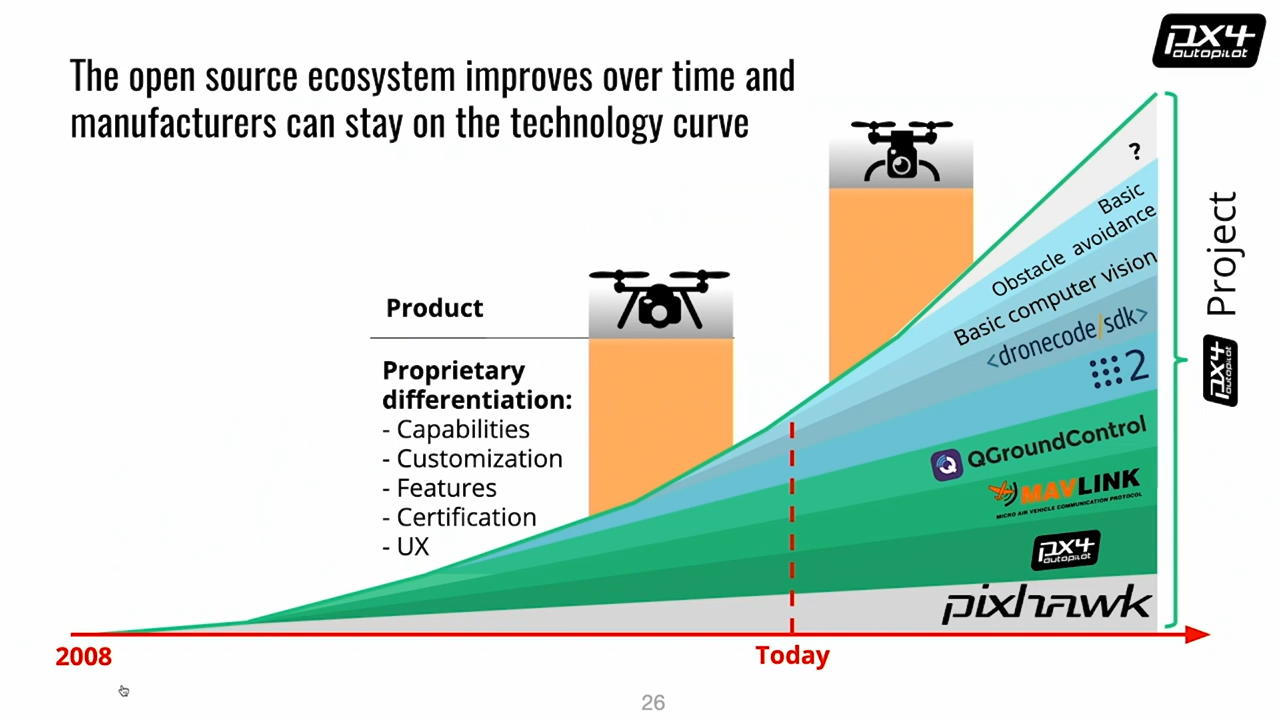 px4
autopilot
The open source ecosystem improves over time and
manufacturers can stay on the technology curve
?
Basic
Obstacle avoidance
Basic computer vision
<dronecode/sdk>
2
QGroundControl
MAVLINK
MICRO AIR VEHICLE COMMUNICATION PROTOCOL
px4
autopilot
pixhawk
px4
autopilot
Project
Product
Proprietary
differentiation:
- Capabilities
- Customization
- Features
- Certification
- UX
2008
Today
26